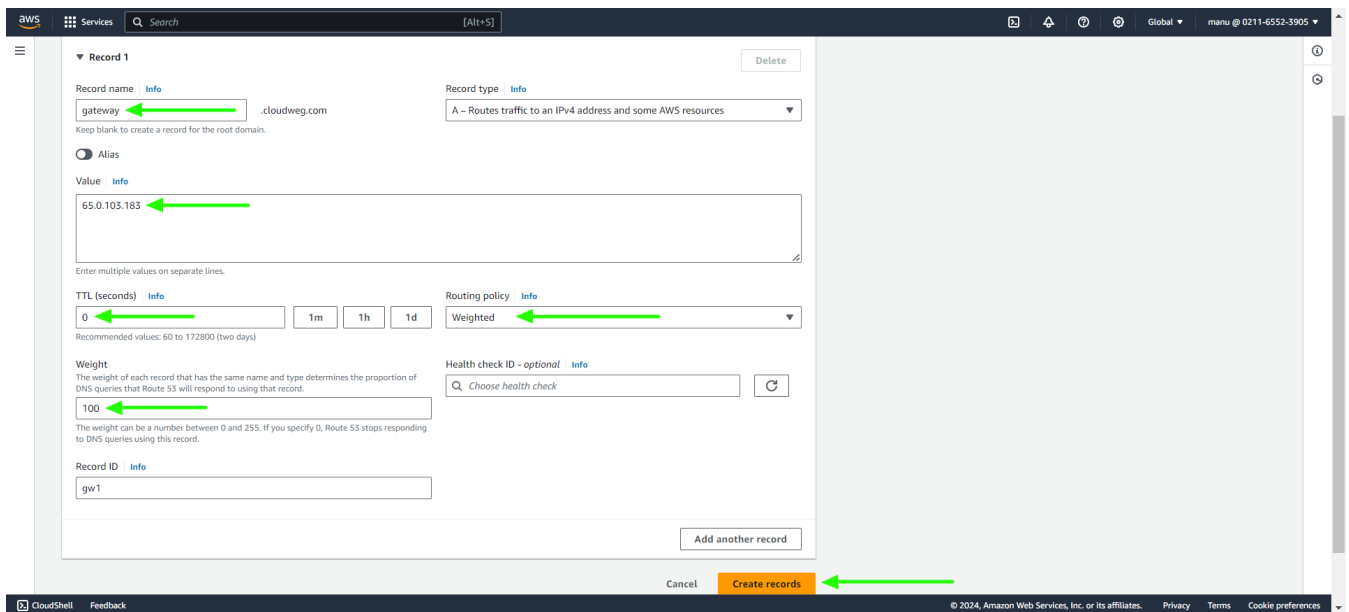 aws Services Search [Alt+S] Global ▼ manu @ 0211-6552-3905 ▼
▼ Record 1 Delete
Record name Info Record type Info
gateway .cloudweg.com A – Routes traffic to an IPv4 address and some AWS resources
Keep blank to create a record for the root domain.
Alias
Value Info
65.0.103.183
Enter multiple values on separate lines.
TTL (seconds) Info Routing policy Info
0 1m 1h 1d Weighted
Recommended values: 60 to 172800 (two days)
Weight Health check ID - optional Info
The weight of each record that has the same name and type determines the proportion of
DNS queries that Route 53 will respond to using that record. Choose health check
100
The weight can be a number between 0 and 255. If you specify 0, Route 53 stops responding
to DNS queries using this record.
Record ID Info
gw1
Add another record
Cancel Create records
CloudShell Feedback © 2024, Amazon Web Services, Inc. or its affiliates. Privacy Terms Cookie preferences